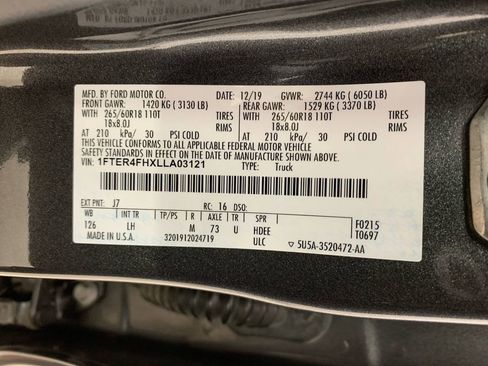 MFD. BY FORD MOTOR CO. 12/19 GVWR: 2744 KG ( 6050 LB)
FRONT GAWR: 1420 KG ( 3130 LB) REAR GAWR: 1529 KG ( 3370 LB)
WITH 265/60R18 110T TIRES WITH 265/60R18 110T TIRES
18x8.0J RIMS 18x8.0J RIMS
AT 210 kPa/ 30 PSI COLD AT 210 kPa/ 30 PSI COLD
THIS VEHICLE CONFORMS TO ALL APPLICABLE FEDERAL MOTOR VEHICLE
SAFETY, BUMPER, AND THEFT PREVENTION STANDARDS IN EFFECT ON THE DATE OF
MANUFACTURE SHOWN ABOVE.
VIN: 1FTER4FHXLLA03121
TYPE: Truck
EXT PNT: J7 RC: 16 DSO:
WB INT TR TP/PS R AXLE TR SPR F0215
126 LH M 73 U HDEE T0697
MADE IN U.S.A. 3201912024719 ULC 5U5A-3520472-AA